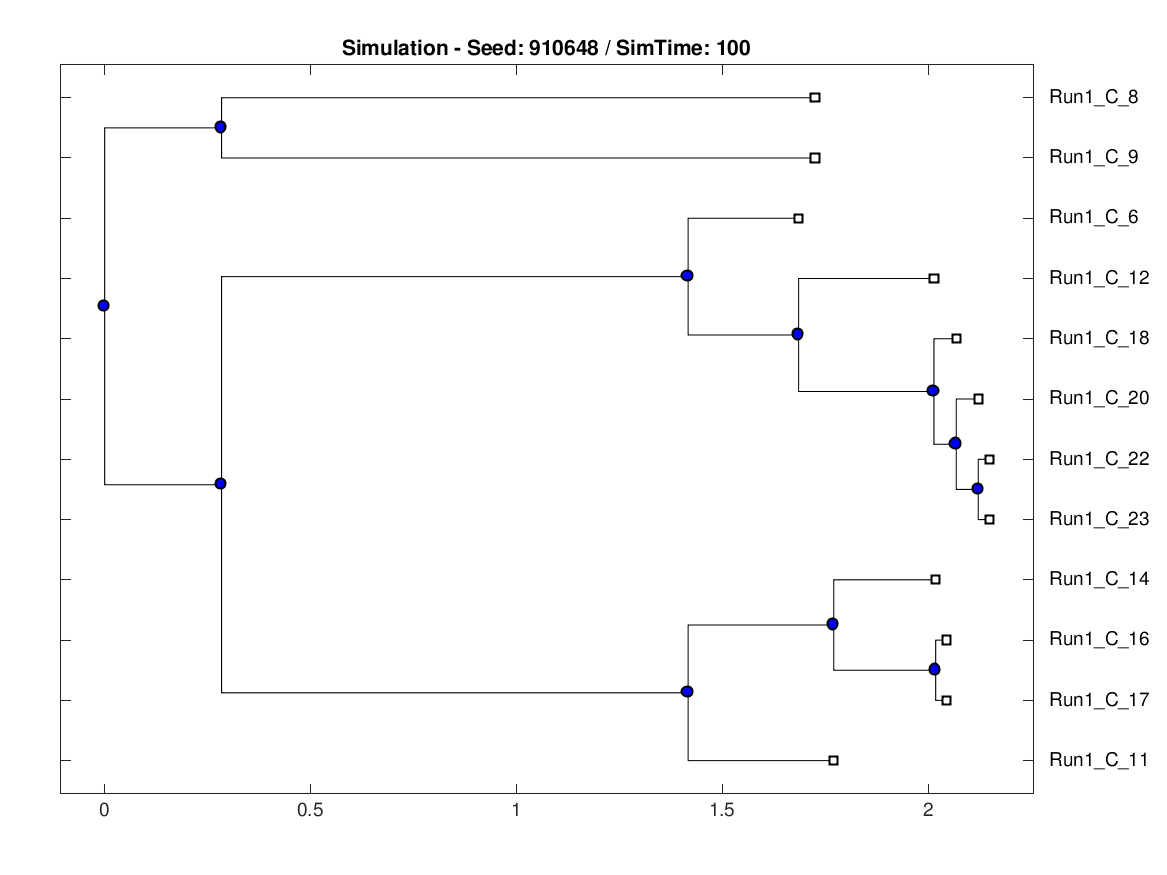 Simulation - Seed: 910648 / SimTime: 100
Run1_C_8
Run1_C_9
Run1_C_6
Run1_C_12
Run1_C_18
Run1_C_20
Run1_C_22
Run1_C_23
Run1_C_14
Run1_C_16
Run1_C_17
Run1_C_11
0 0.5 1 1.5 2